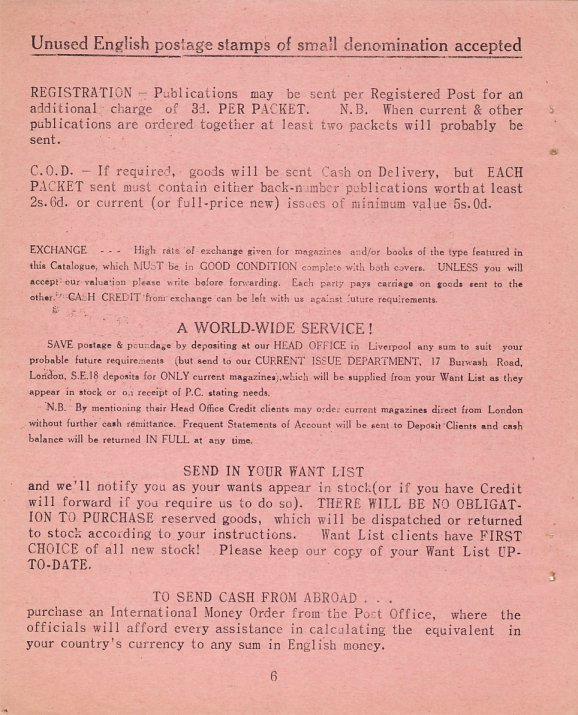 Unused English postage stamps of small denomination accepted
REGISTRATION — Publications may be sent per Registered Post for an
additional charge of 3d. PER PACKET. N.B. When current & other
publications are ordered together at least two packets will probably be
sent.
C.O.D. — If required, goods will be sent Cash on Delivery, but EACH
PACKET sent must contain either back-number publications worth at least
2s. 6d. or current (or full-price new) issues of minimum value 5s. 0d.
EXCHANGE - - - High rate of exchange given for magazines and/or books of the type featured in
this Catalogue, which MUST be in GOOD CONDITION complete with both covers. UNLESS you will
accept our valuation please write before forwarding. Each party pays carriage on goods sent to the
other. CASH CREDIT from exchange can be left with us against future requirements.
A WORLD-WIDE SERVICE!
SAVE postage & poundage by depositing at our HEAD OFFICE in Liverpool any sum to suit your
probable future requirements (but send to our CURRENT ISSUE DEPARTMENT, 17 Burwash Road,
London, S.E.18 deposits for ONLY current magazines), which will be supplied from your Want List as they
appear in stock or on receipt of P.C. stating needs.
N.B. By mentioning their Head Office Credit clients may order current magazines direct from London
without further cash remittance. Frequent Statements of Account will be sent to Deposit Clients and cash
balance will be returned IN FULL at any time.
SEND IN YOUR WANT LIST
and we'll notify you as your wants appear in stock (or if you have Credit
will forward if you require us to do so). THERE WILL BE NO OBLIGAT-
ION TO PURCHASE reserved goods, which will be dispatched or returned
to stock according to your instructions. Want List clients have FIRST
CHOICE of all new stock! Please keep our copy of your Want List UP-
TO-DATE.
TO SEND CASH FROM ABROAD . . .
purchase an International Money Order from the Post Office, where the
officials will afford every assistance in calculating the equivalent in
your country's currency to any sum in English money.
6